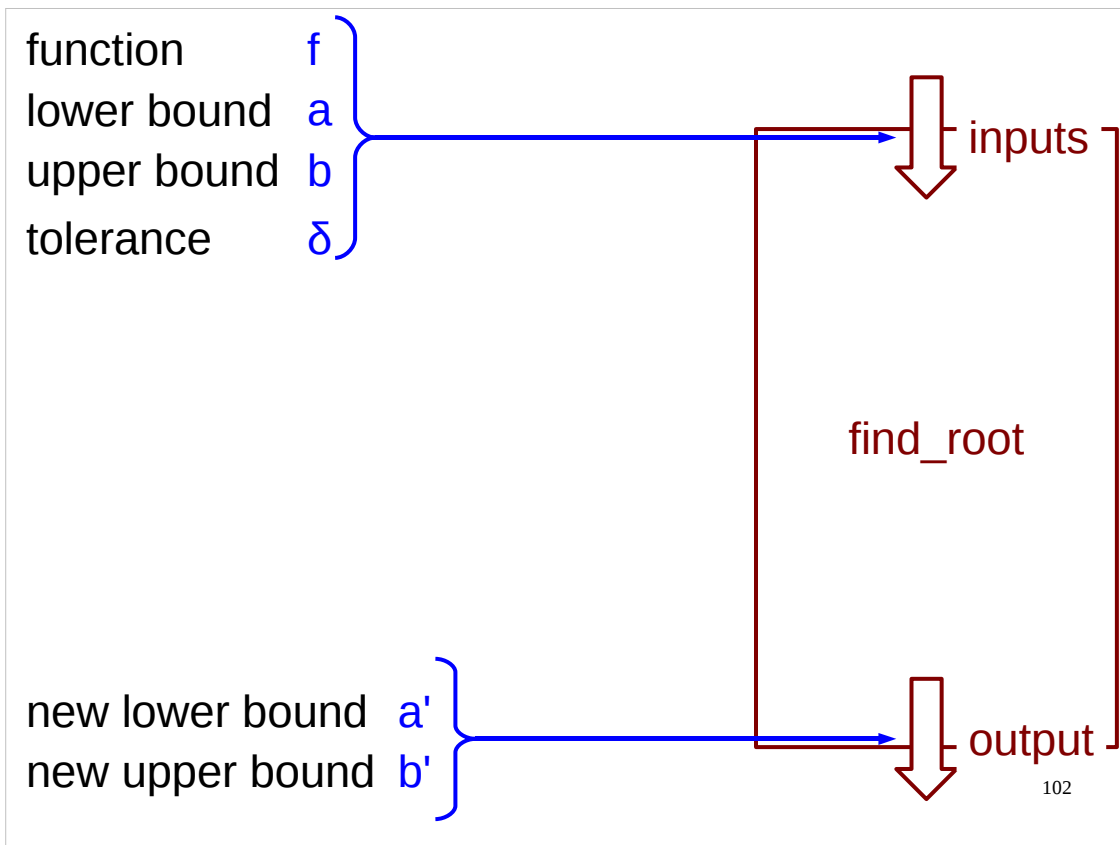 function f
lower bound a
upper bound b
tolerance δ
inputs
find_root
new lower bound a'
new upper bound b'
output
102